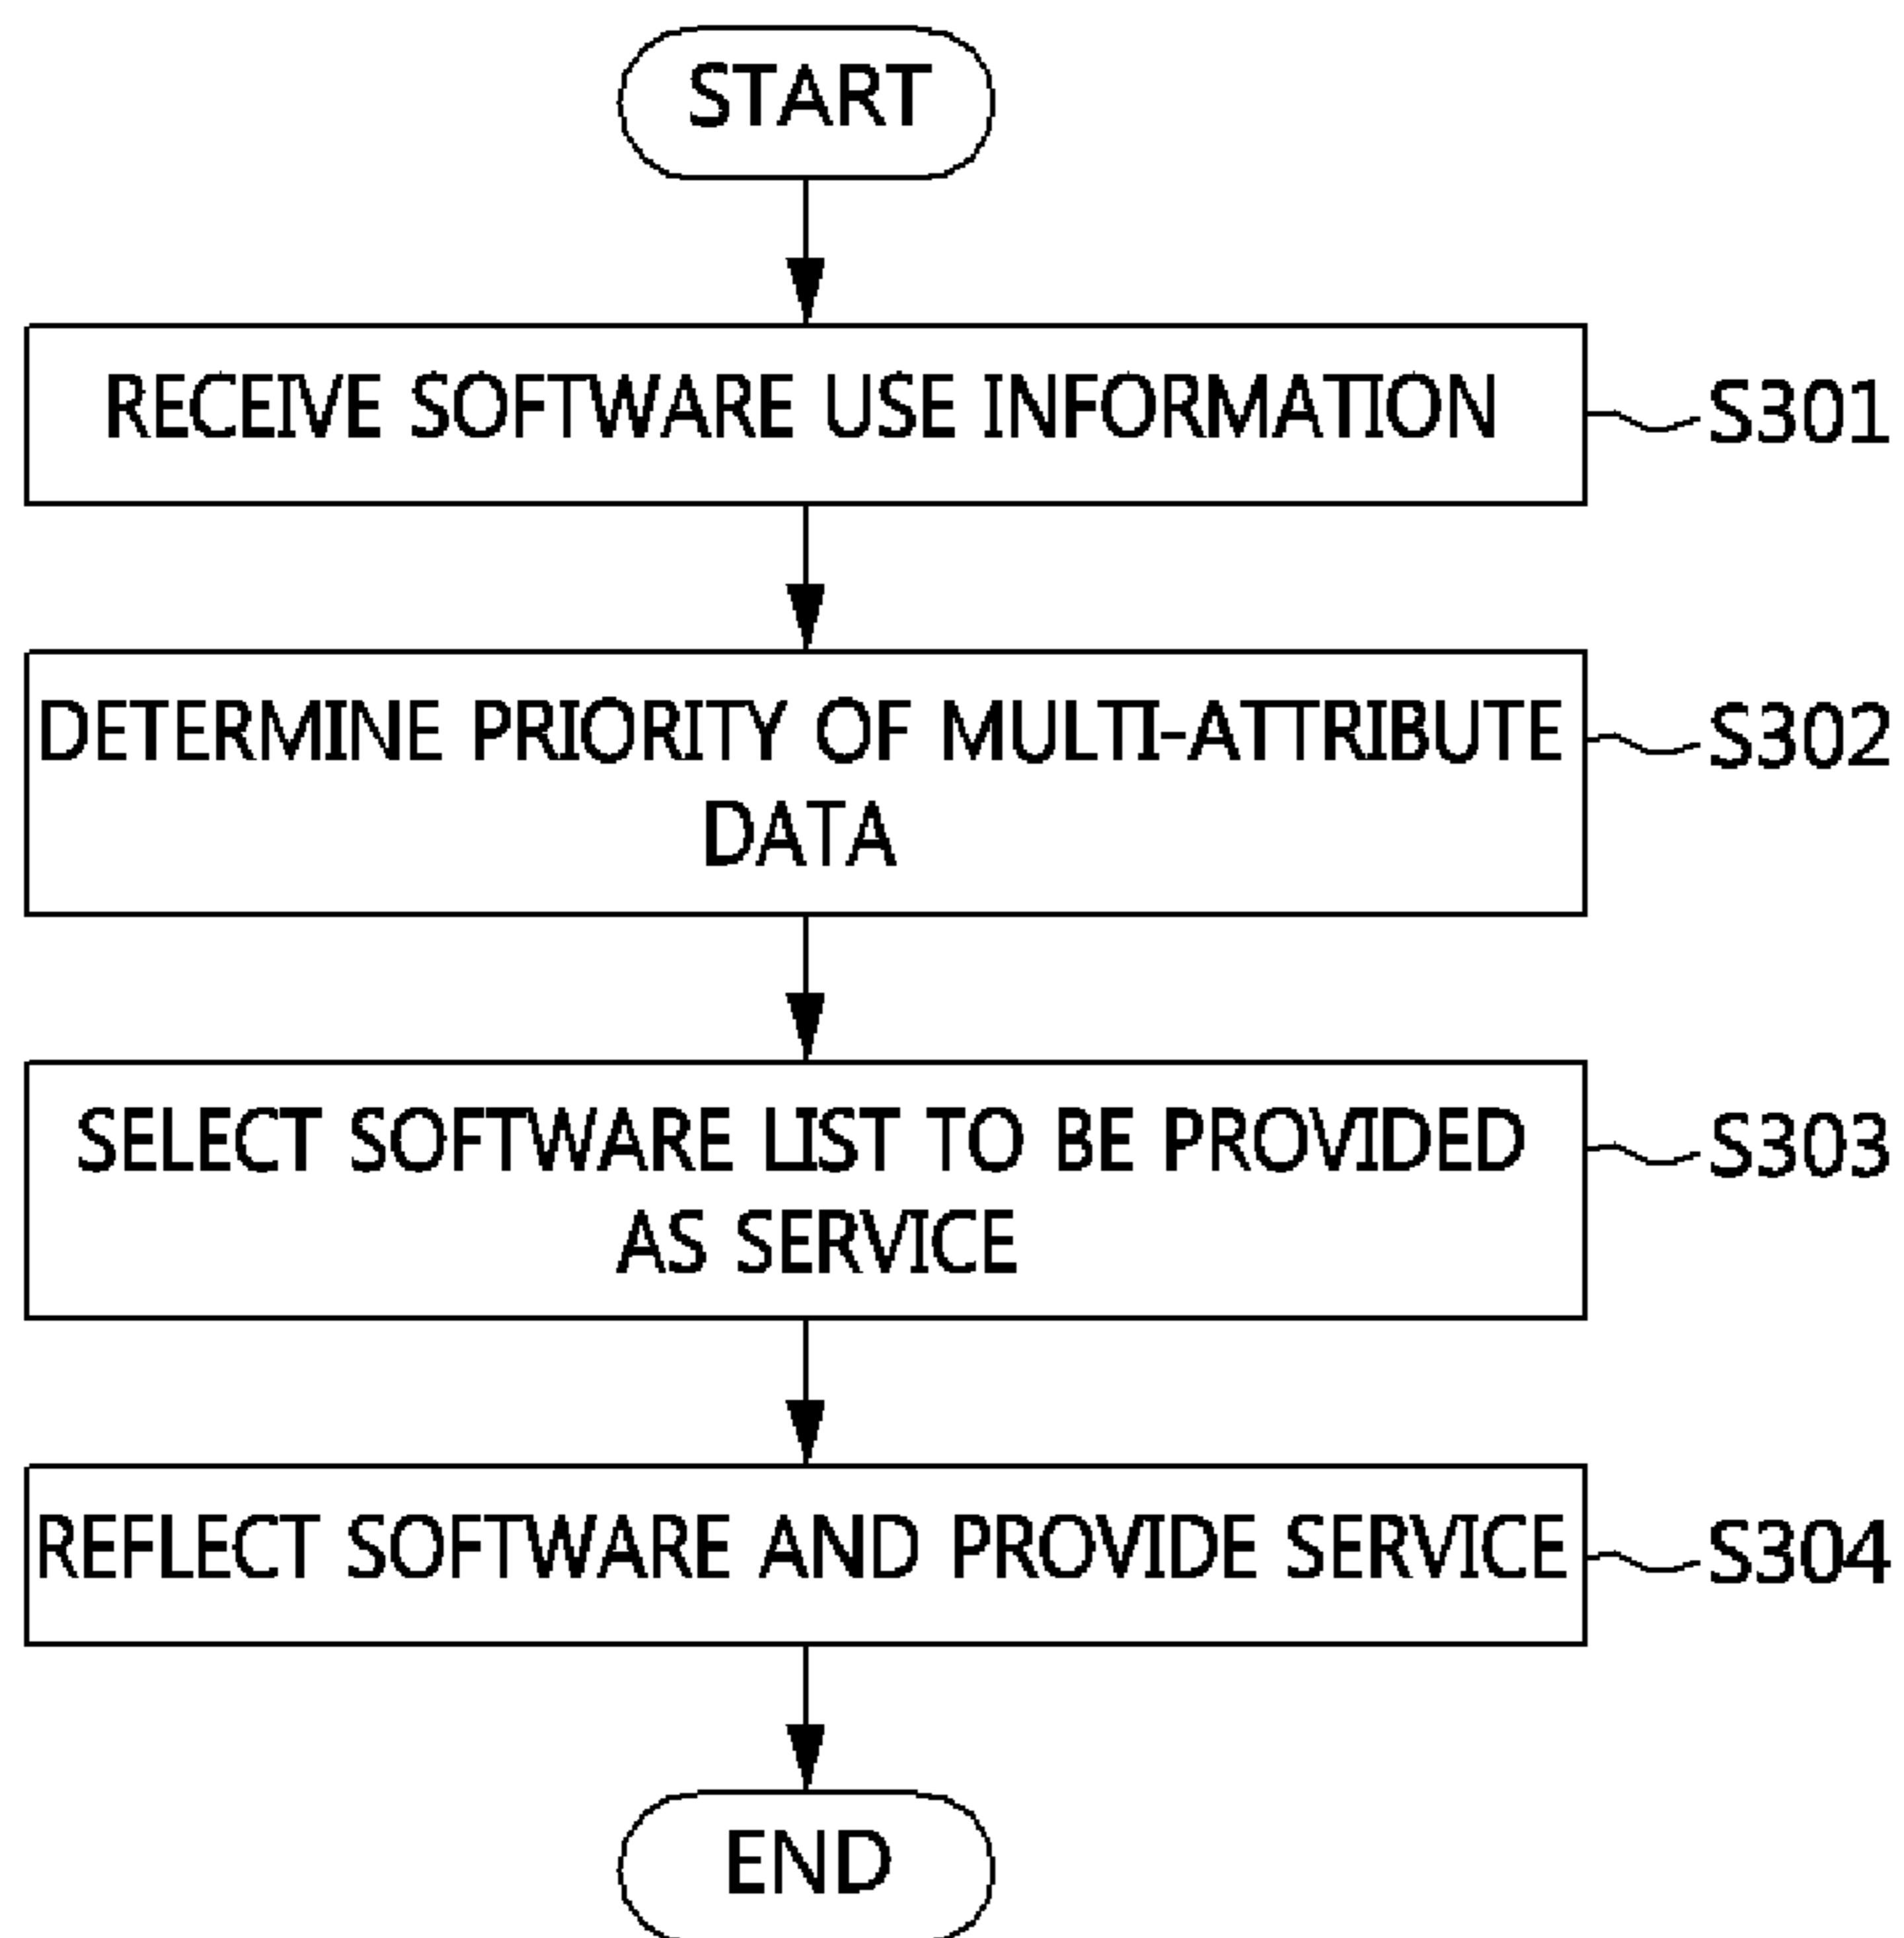 START
RECEIVE SOFTWARE USE INFORMATION
S301
DETERMINE PRIORITY OF MULTI-ATTRIBUTE
DATA
S302
SELECT SOFTWARE LIST TO BE PROVIDED
AS SERVICE
S303
REFLECT SOFTWARE AND PROVIDE SERVICE
S304
END